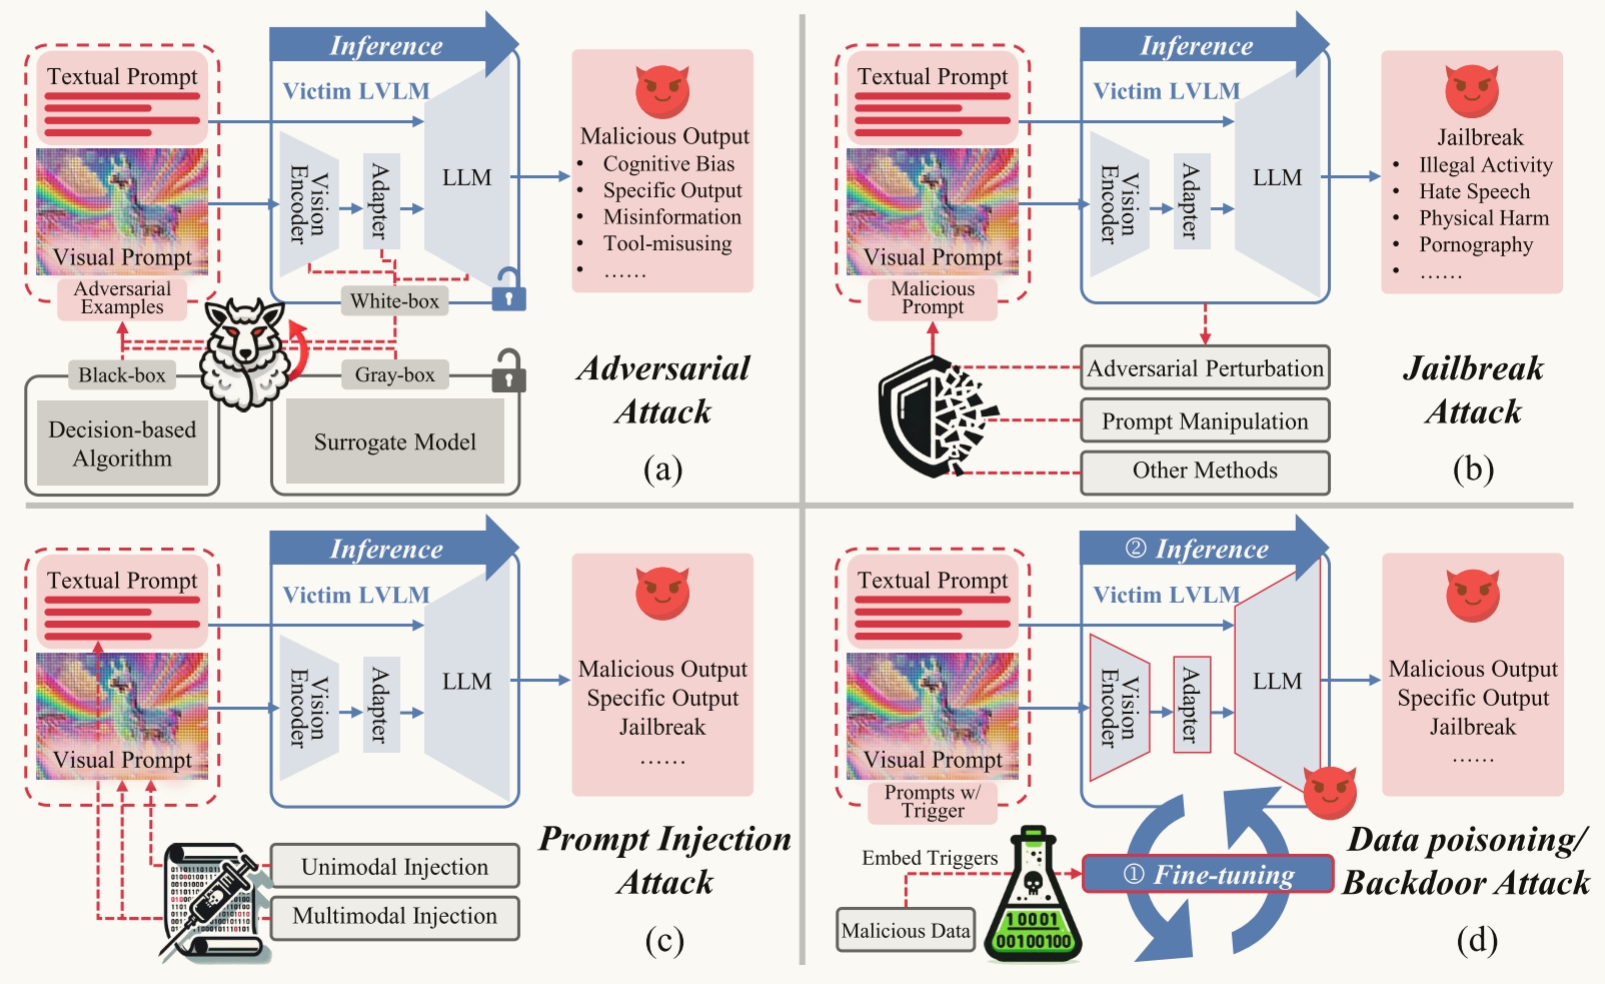 Inference
Textual Prompt
Victim LVLM
Vision
Encoder
Adapter
LLM
Visual Prompt
Adversarial
Examples
White-box
Black-box
Gray-box
Decision-based
Algorithm
Surrogate Model
Malicious Output
• Cognitive Bias
• Specific Output
• Misinformation
• Tool-misusing
• ……
Adversarial
Attack
(a)
Inference
Textual Prompt
Victim LVLM
Vision
Encoder
Adapter
LLM
Visual Prompt
Malicious
Prompt
Jailbreak
• Illegal Activity
• Hate Speech
• Physical Harm
• Pornography
• ……
Adversarial Perturbation
Prompt Manipulation
Other Methods
Jailbreak
Attack
(b)
Inference
Textual Prompt
Victim LVLM
Vision
Encoder
Adapter
LLM
Visual Prompt
Malicious Output
Specific Output
Jailbreak
……
Unimodal Injection
Multimodal Injection
Prompt Injection
Attack
(c)
② Inference
Textual Prompt
Victim LVLM
Vision
Encoder
Adapter
LLM
Visual Prompt
Prompts w/
Trigger
Malicious Output
Specific Output
Jailbreak
……
Embed Triggers
① Fine-tuning
Malicious Data
10001
00100100
Data poisoning/
Backdoor Attack
(d)